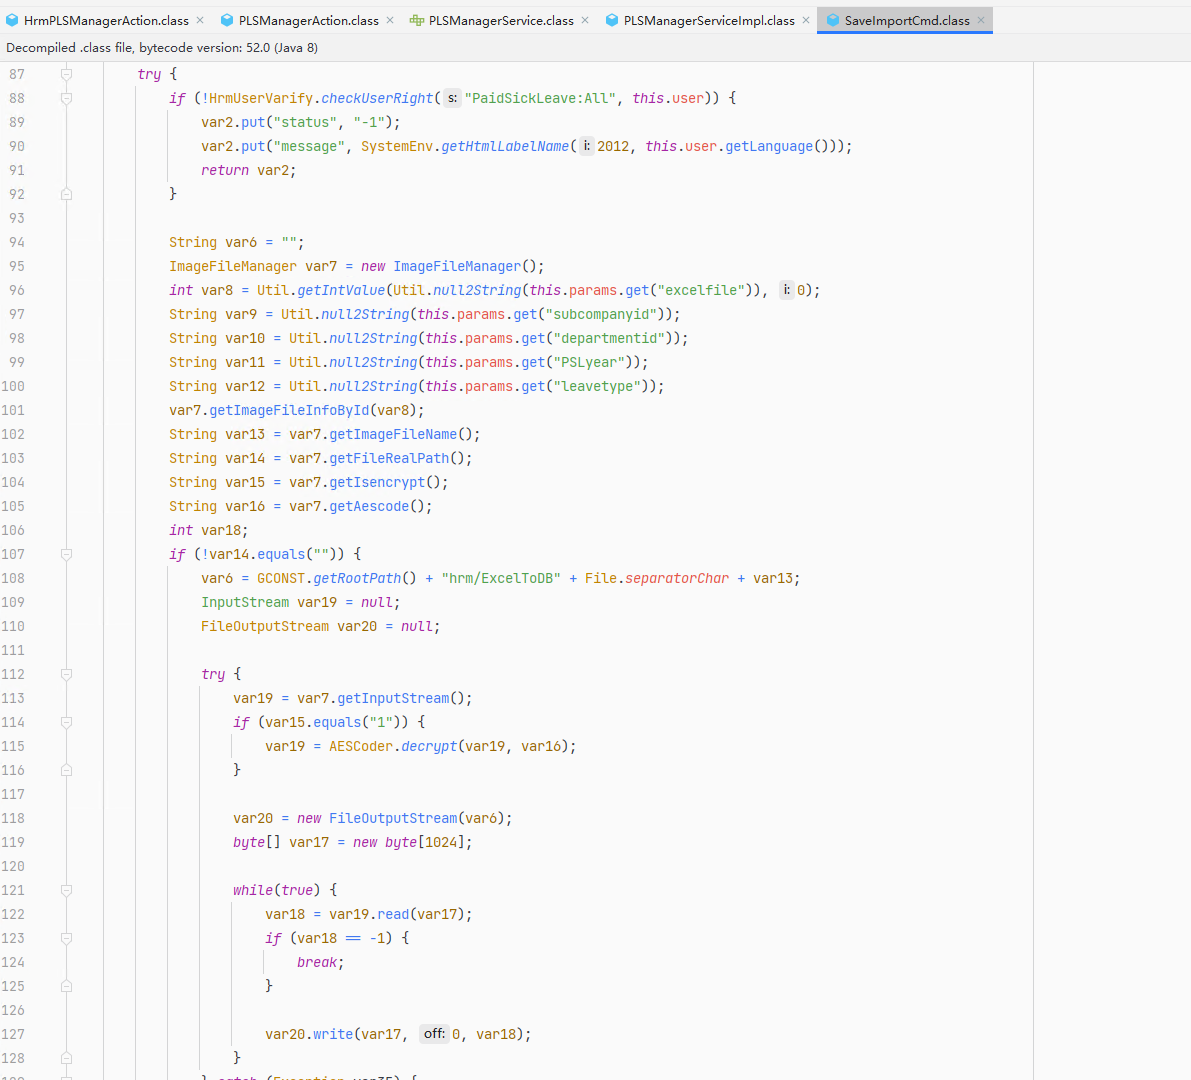 HrmPLSManagerAction.class × PLSManagerAction.class × PLSManagerService.class × PLSManagerServiceImpl.class × SaveImportCmd.class ×
Decompiled .class file, bytecode version: 52.0 (Java 8)
87 try {
88 if (!HrmUserVarify.checkUserRight( s: "PaidSickLeave:All", this.user)) {
89 var2.put("status", "-1");
90 var2.put("message", SystemEnv.getHtmlLabelName( i: 2012, this.user.getLanguage()));
91 return var2;
92 }
93
94 String var6 = "";
95 ImageFileManager var7 = new ImageFileManager();
96 int var8 = Util.getIntValue(Util.null2String(this.params.get("excelfile")), i: 0);
97 String var9 = Util.null2String(this.params.get("subcompanyid"));
98 String var10 = Util.null2String(this.params.get("departmentid"));
99 String var11 = Util.null2String(this.params.get("PSLyear"));
100 String var12 = Util.null2String(this.params.get("leavetype"));
101 var7.getImageFileInfoById(var8);
102 String var13 = var7.getImageFileName();
103 String var14 = var7.getFileRealPath();
104 String var15 = var7.getIsencrypt();
105 String var16 = var7.getAescode();
106 int var18;
107 if (!var14.equals("")) {
108 var6 = GCONST.getRootPath() + "hrm/ExcelToDB" + File.separatorChar + var13;
109 InputStream var19 = null;
110 FileOutputStream var20 = null;
111
112 try {
113 var19 = var7.getInputStream();
114 if (var15.equals("1")) {
115 var19 = AESCoder.decrypt(var19, var16);
116 }
117
118 var20 = new FileOutputStream(var6);
119 byte[] var17 = new byte[1024];
120
121 while(true) {
122 var18 = var19.read(var17);
123 if (var18 == -1) {
124 break;
125 }
126
127 var20.write(var17, off: 0, var18);
128 }
129 } catch (Exception var35) {